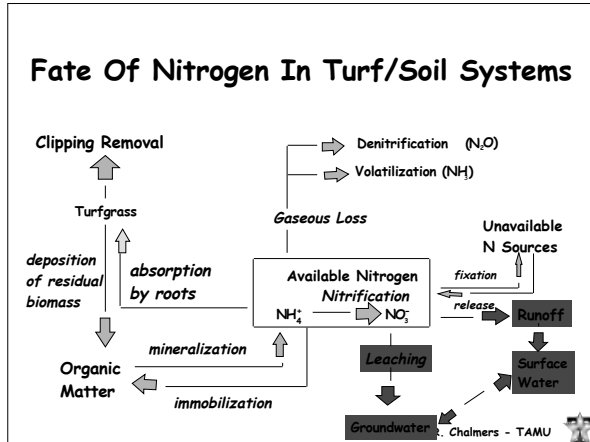 Fate Of Nitrogen In Turf/Soil Systems
Clipping Removal
Denitrification (N₂O)
Volatilization (NH₃)
Turfgrass
Gaseous Loss
Unavailable
N Sources
deposition
of residual
biomass
absorption
by roots
Available Nitrogen
Nitrification
NH₄⁺
NO₃⁻
fixation
release
Runoff
mineralization
Leaching
Organic
Matter
immobilization
Surface
Water
Groundwater
R. Chalmers - TAMU